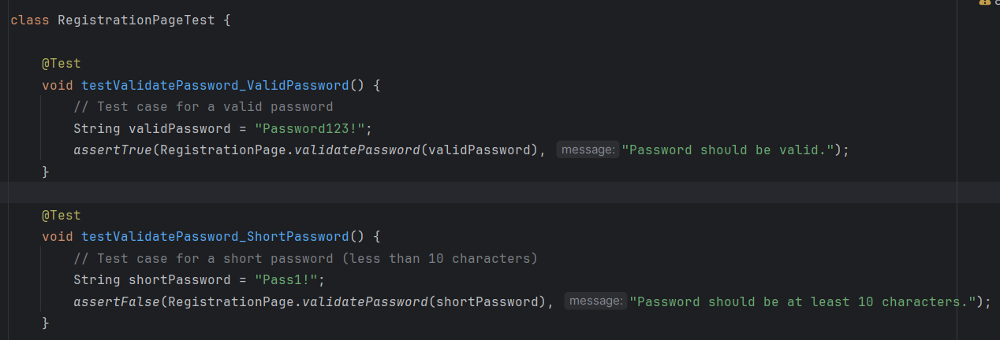 class RegistrationPageTest {
@Test
void testValidatePassword_ValidPassword() {
// Test case for a valid password
String validPassword = "Password123!";
assertTrue(RegistrationPage.validatePassword(validPassword), message: "Password should be valid.");
}
@Test
void testValidatePassword_ShortPassword() {
// Test case for a short password (less than 10 characters)
String shortPassword = "Pass1!";
assertFalse(RegistrationPage.validatePassword(shortPassword), message: "Password should be at least 10 characters.");
}